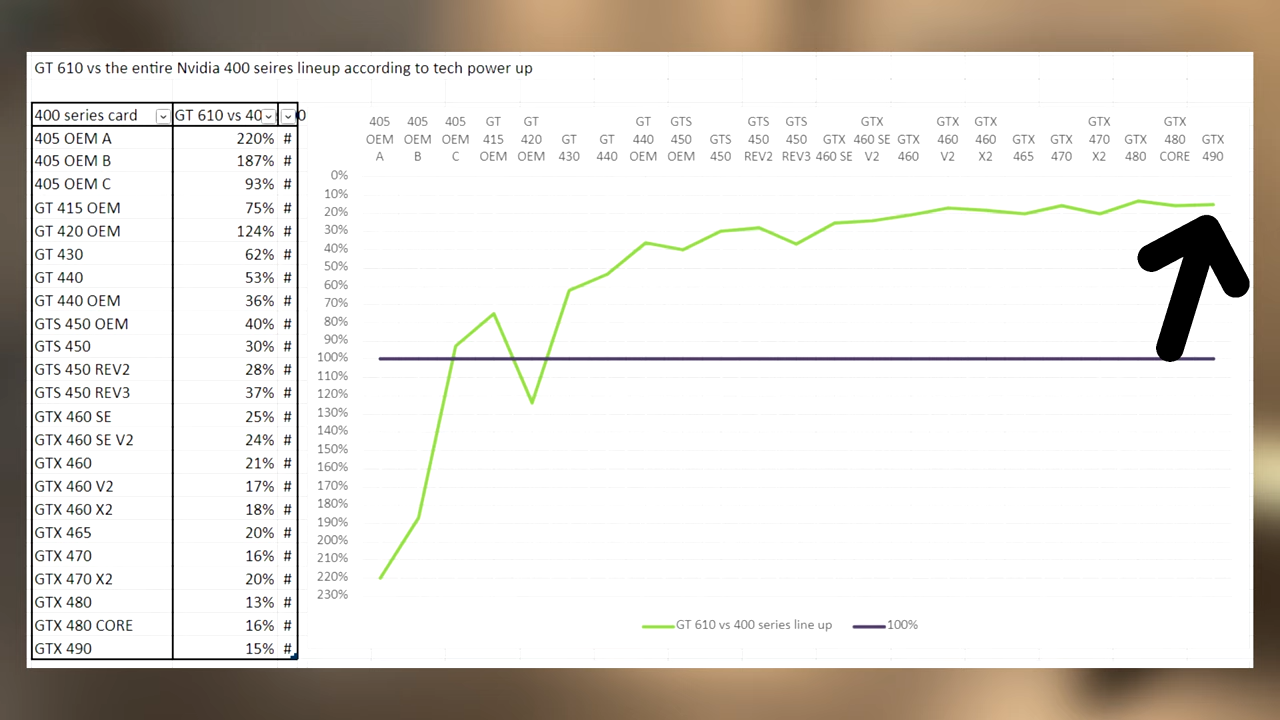 GT 610 vs the entire Nvidia 400 seires lineup according to tech power up
400 series card GT 610 vs 40 0
405 OEM A 220% #
405 OEM B 187% #
405 OEM C 93% #
GT 415 OEM 75% #
GT 420 OEM 124% #
GT 430 62% #
GT 440 53% #
GT 440 OEM 36% #
GTS 450 OEM 40% #
GTS 450 30% #
GTS 450 REV2 28% #
GTS 450 REV3 37% #
GTX 460 SE 25% #
GTX 460 SE V2 24% #
GTX 460 21% #
GTX 460 V2 17% #
GTX 460 X2 18% #
GTX 465 20% #
GTX 470 16% #
GTX 470 X2 20% #
GTX 480 13% #
GTX 480 CORE 16% #
GTX 490 15% #
405 405 405 GT GT GT GTS GTS GTS GTX GTX GTX GTX GTX
OEM OEM OEM 415 420 GT GT 440 450 GTS 450 450 GTX 460 SE GTX 460 460 GTX GTX 470 GTX 480 GTX
A B C OEM OEM 430 440 OEM OEM 450 REV2 REV3 460 SE V2 460 V2 X2 465 470 X2 480 CORE 490
0%
10%
20%
30%
40%
50%
60%
70%
80%
90%
100%
110%
120%
130%
140%
150%
160%
170%
180%
190%
200%
210%
220%
230%
GT 610 vs 400 series line up 100%